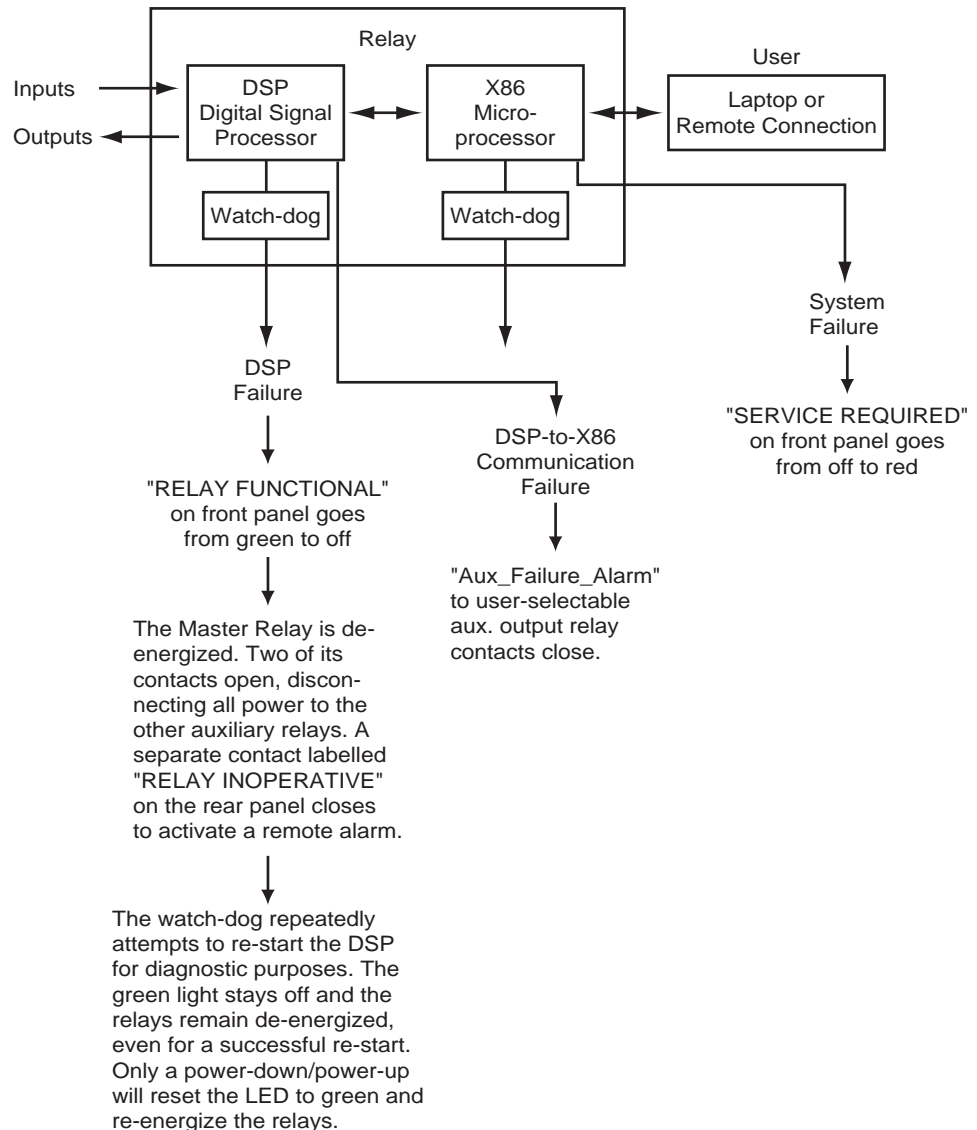 Relay
User
Inputs
Outputs
DSP
Digital Signal
Processor
X86
Micro-
processor
Laptop or
Remote Connection
Watch-dog
Watch-dog
DSP
Failure
"RELAY FUNCTIONAL"
on front panel goes
from green to off
The Master Relay is de-
energized. Two of its
contacts open, discon-
necting all power to the
other auxiliary relays. A
separate contact labelled
"RELAY INOPERATIVE"
on the rear panel closes
to activate a remote alarm.
The watch-dog repeatedly
attempts to re-start the DSP
for diagnostic purposes. The
green light stays off and the
relays remain de-energized,
even for a successful re-start.
Only a power-down/power-up
will reset the LED to green and
re-energize the relays.
DSP-to-X86
Communication
Failure
"Aux_Failure_Alarm"
to user-selectable
aux. output relay
contacts close.
System
Failure
"SERVICE REQUIRED"
on front panel goes
from off to red